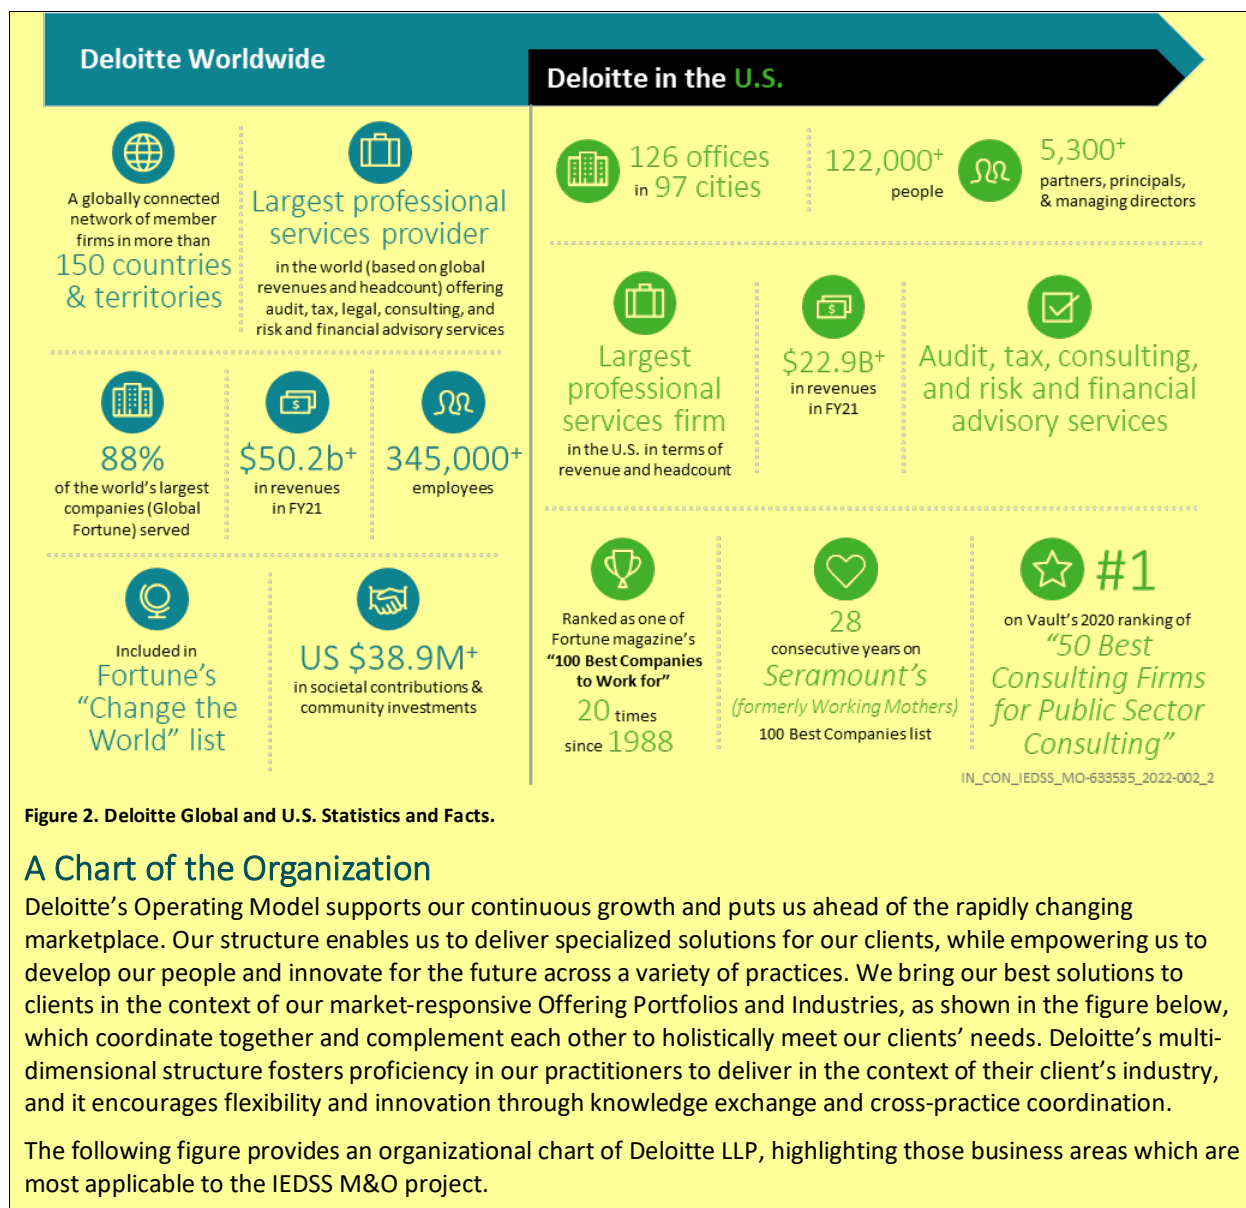 Deloitte Worldwide
Deloitte in the U.S.
A globally connected
network of member
firms in more than
150 countries
& territories
Largest professional
services provider
in the world (based on global
revenues and headcount) offering
audit, tax, legal, consulting, and
risk and financial advisory services
88%
of the world's largest
companies (Global
Fortune) served
$50.2b+
in revenues
in FY21
345,000+
employees
Included in
Fortune's
"Change the
World" list
US $38.9M+
in societal contributions &
community investments
126 offices
in 97 cities
122,000+
people
5,300+
partners, principals,
& managing directors
Largest
professional
services firm
in the U.S. in terms of
revenue and headcount
$22.9B+
in revenues
in FY21
Audit, tax, consulting,
and risk and financial
advisory services
Ranked as one of
Fortune magazine's
"100 Best Companies
to Work for"
20 times
since 1988
28
consecutive years on
Seramount's
(formerly Working Mothers)
100 Best Companies list
#1
on Vault's 2020 ranking of
"50 Best
Consulting Firms
for Public Sector
Consulting"
IN_CON_IEDSS_MO-633535_2022-002_2
Figure 2. Deloitte Global and U.S. Statistics and Facts.
A Chart of the Organization
Deloitte's Operating Model supports our continuous growth and puts us ahead of the rapidly changing
marketplace. Our structure enables us to deliver specialized solutions for our clients, while empowering us to
develop our people and innovate for the future across a variety of practices. We bring our best solutions to
clients in the context of our market-responsive Offering Portfolios and Industries, as shown in the figure below,
which coordinate together and complement each other to holistically meet our clients' needs. Deloitte's multi-
dimensional structure fosters proficiency in our practitioners to deliver in the context of their client's industry,
and it encourages flexibility and innovation through knowledge exchange and cross-practice coordination.
The following figure provides an organizational chart of Deloitte LLP, highlighting those business areas which are
most applicable to the IEDSS M&O project.